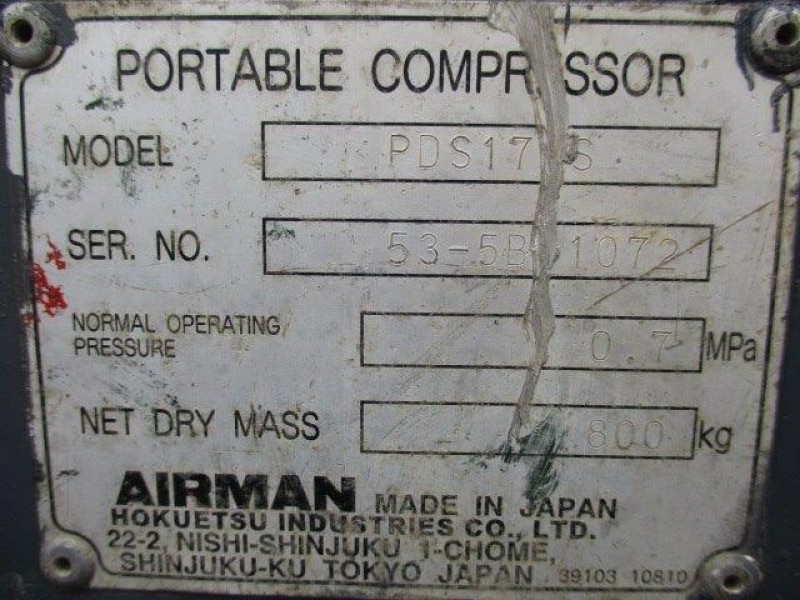 PORTABLE COMPRESSOR
MODEL
SER. NO.
NORMAL OPERATING
PRESSURE 0.7 MPa
NET DRY MASS 800 kg
AIRMAN MADE IN JAPAN
HOKUETSU INDUSTRIES CO., LTD.
22-2, NISHI-SHINJUKU 1-CHOME,
SHINJUKU-KU TOKYO JAPAN 39103 10810